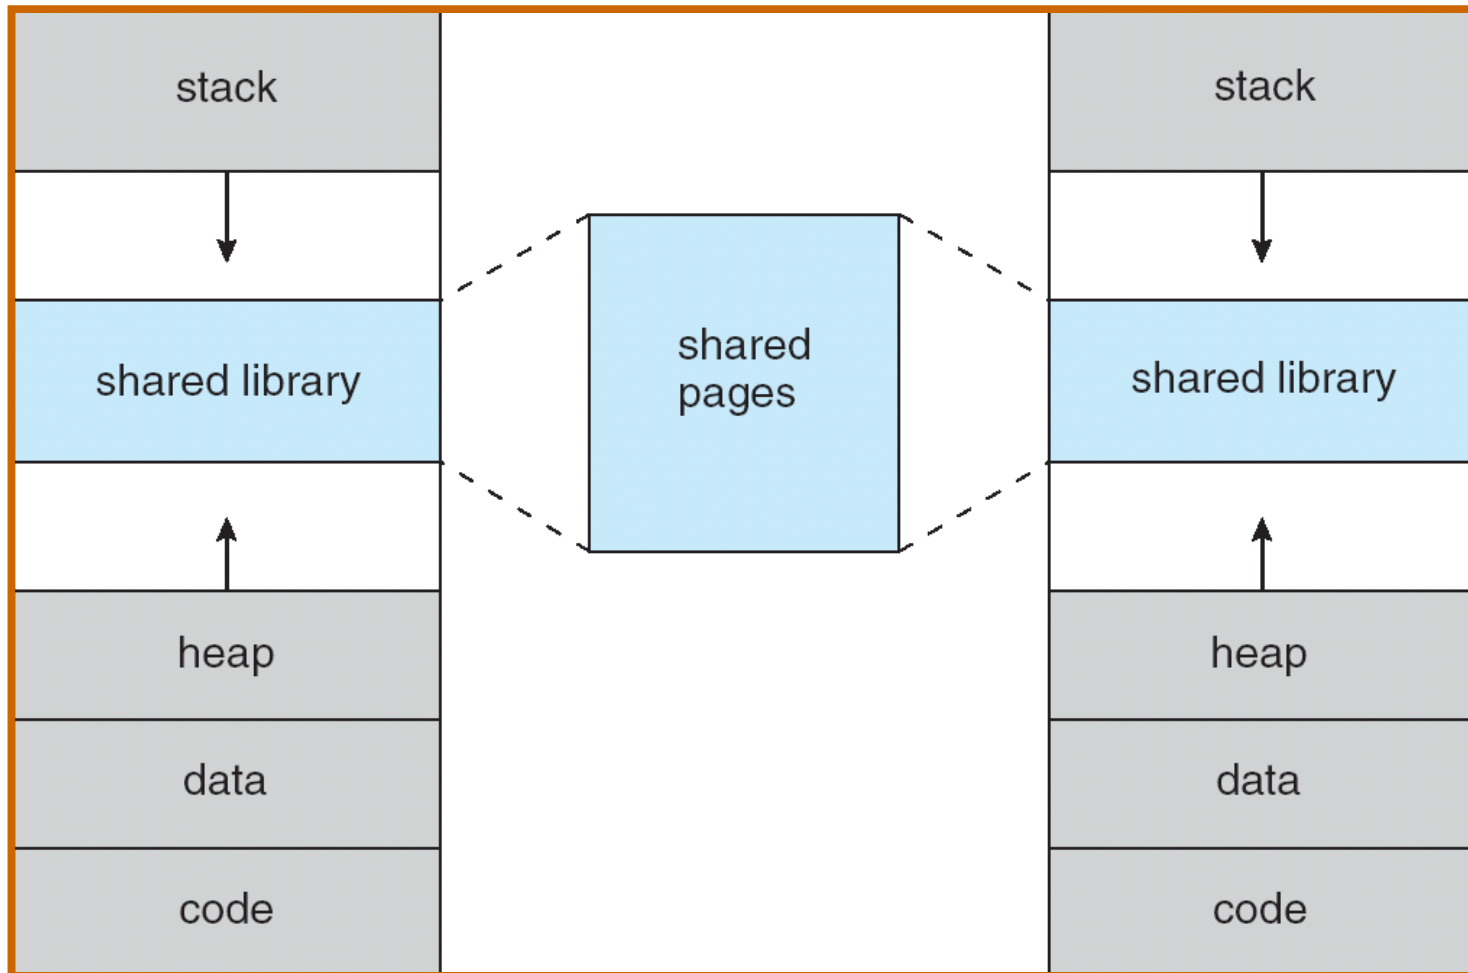 stack
shared library
heap
data
code
shared
pages
stack
shared library
heap
data
code